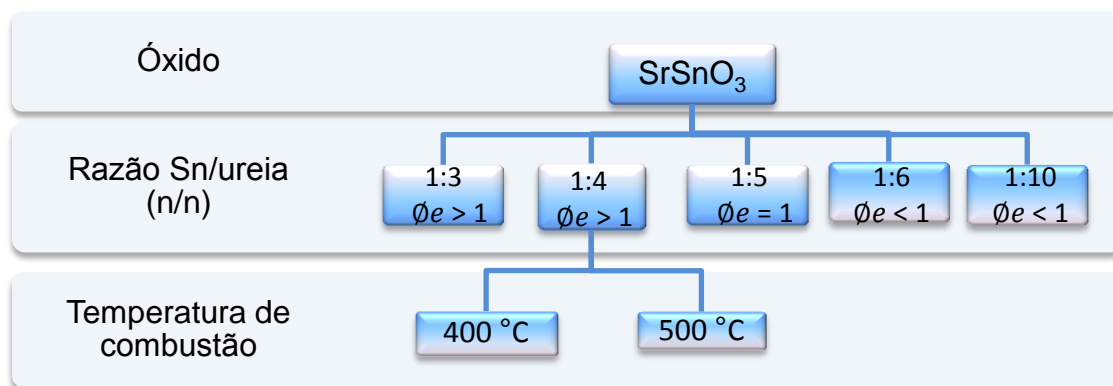 Óxido
SrSnO₃
Razão Sn/ureia
(n/n)
1:3
Øe > 1
1:4
Øe > 1
1:5
Øe = 1
1:6
Øe < 1
1:10
Øe < 1
Temperatura de
combustão
400 °C
500 °C